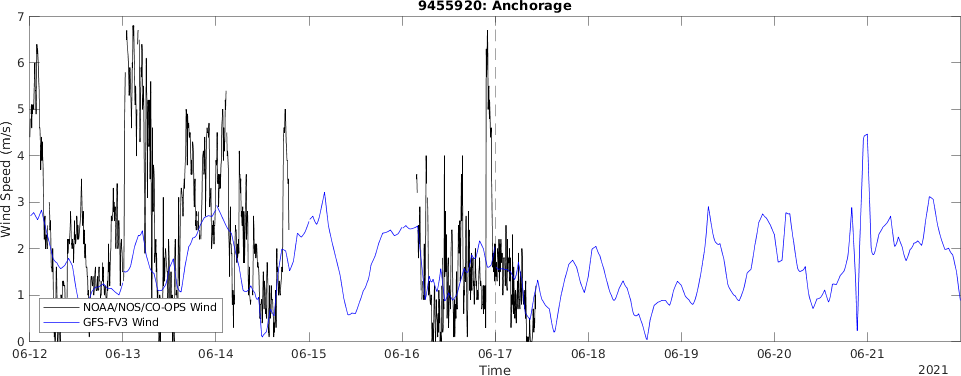 9455920: Anchorage
7
6
5
4
3
2
1
0
Wind Speed (m/s)
NOAA/NOS/CO-OPS Wind
GFS-FV3 Wind
06-12 06-13 06-14 06-15 06-16 06-17 06-18 06-19 06-20 06-21
Time
2021